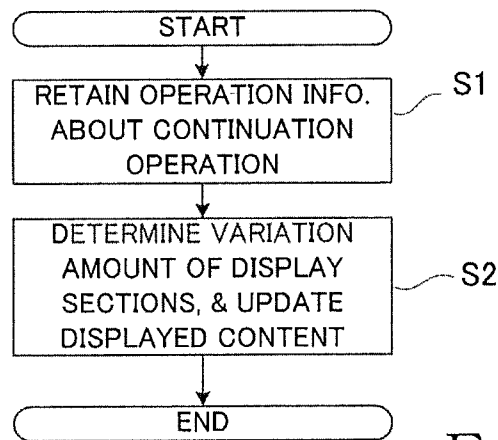 START
RETAIN OPERATION INFO.
ABOUT CONTINUATION
OPERATION
S1
DETERMINE VARIATION
AMOUNT OF DISPLAY
SECTIONS, & UPDATE
DISPLAYED CONTENT
S2
END